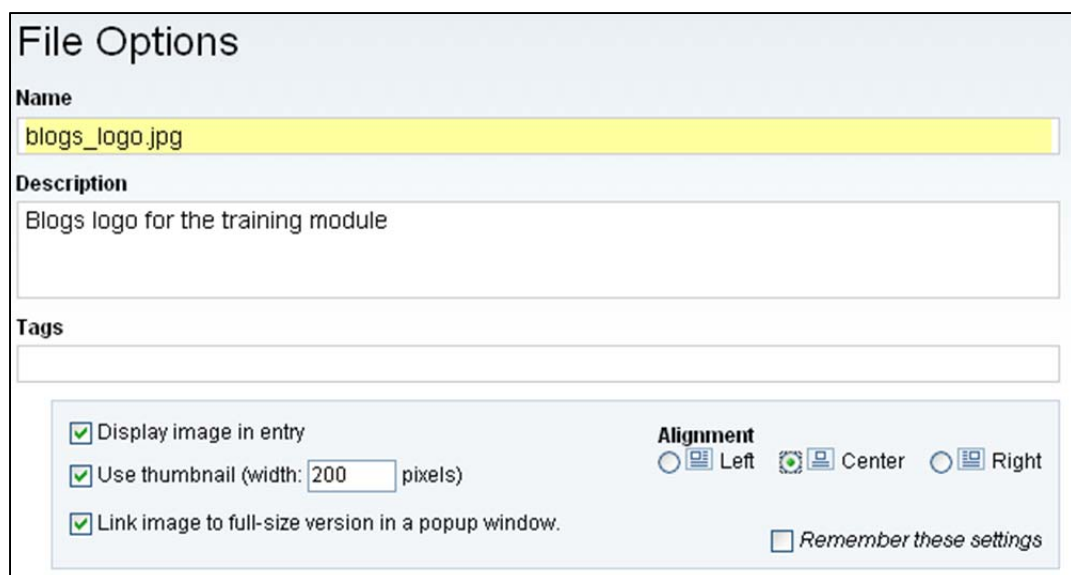 File Options
Name
blogs_logo.jpg
Description
Blogs logo for the training module
Tags
Display image in entry
Use thumbnail (width: 200 pixels)
Link image to full-size version in a popup window.
Alignment
Left Center Right
Remember these settings